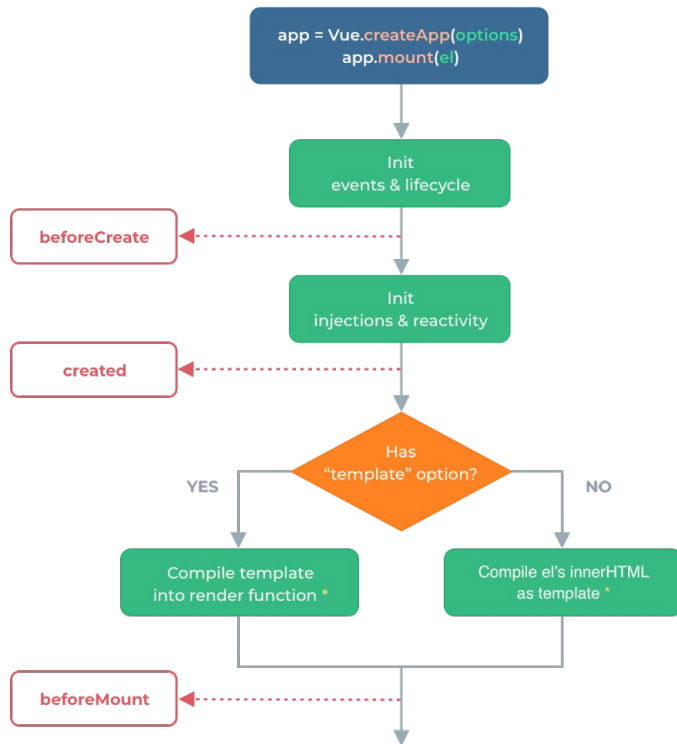 app = Vue.createApp(options)
app.mount(el)
Init
events & lifecycle
beforeCreate
Init
injections & reactivity
created
Has
“template” option?
YES
NO
Compile template
into render function *
Compile el's innerHTML
as template *
beforeMount